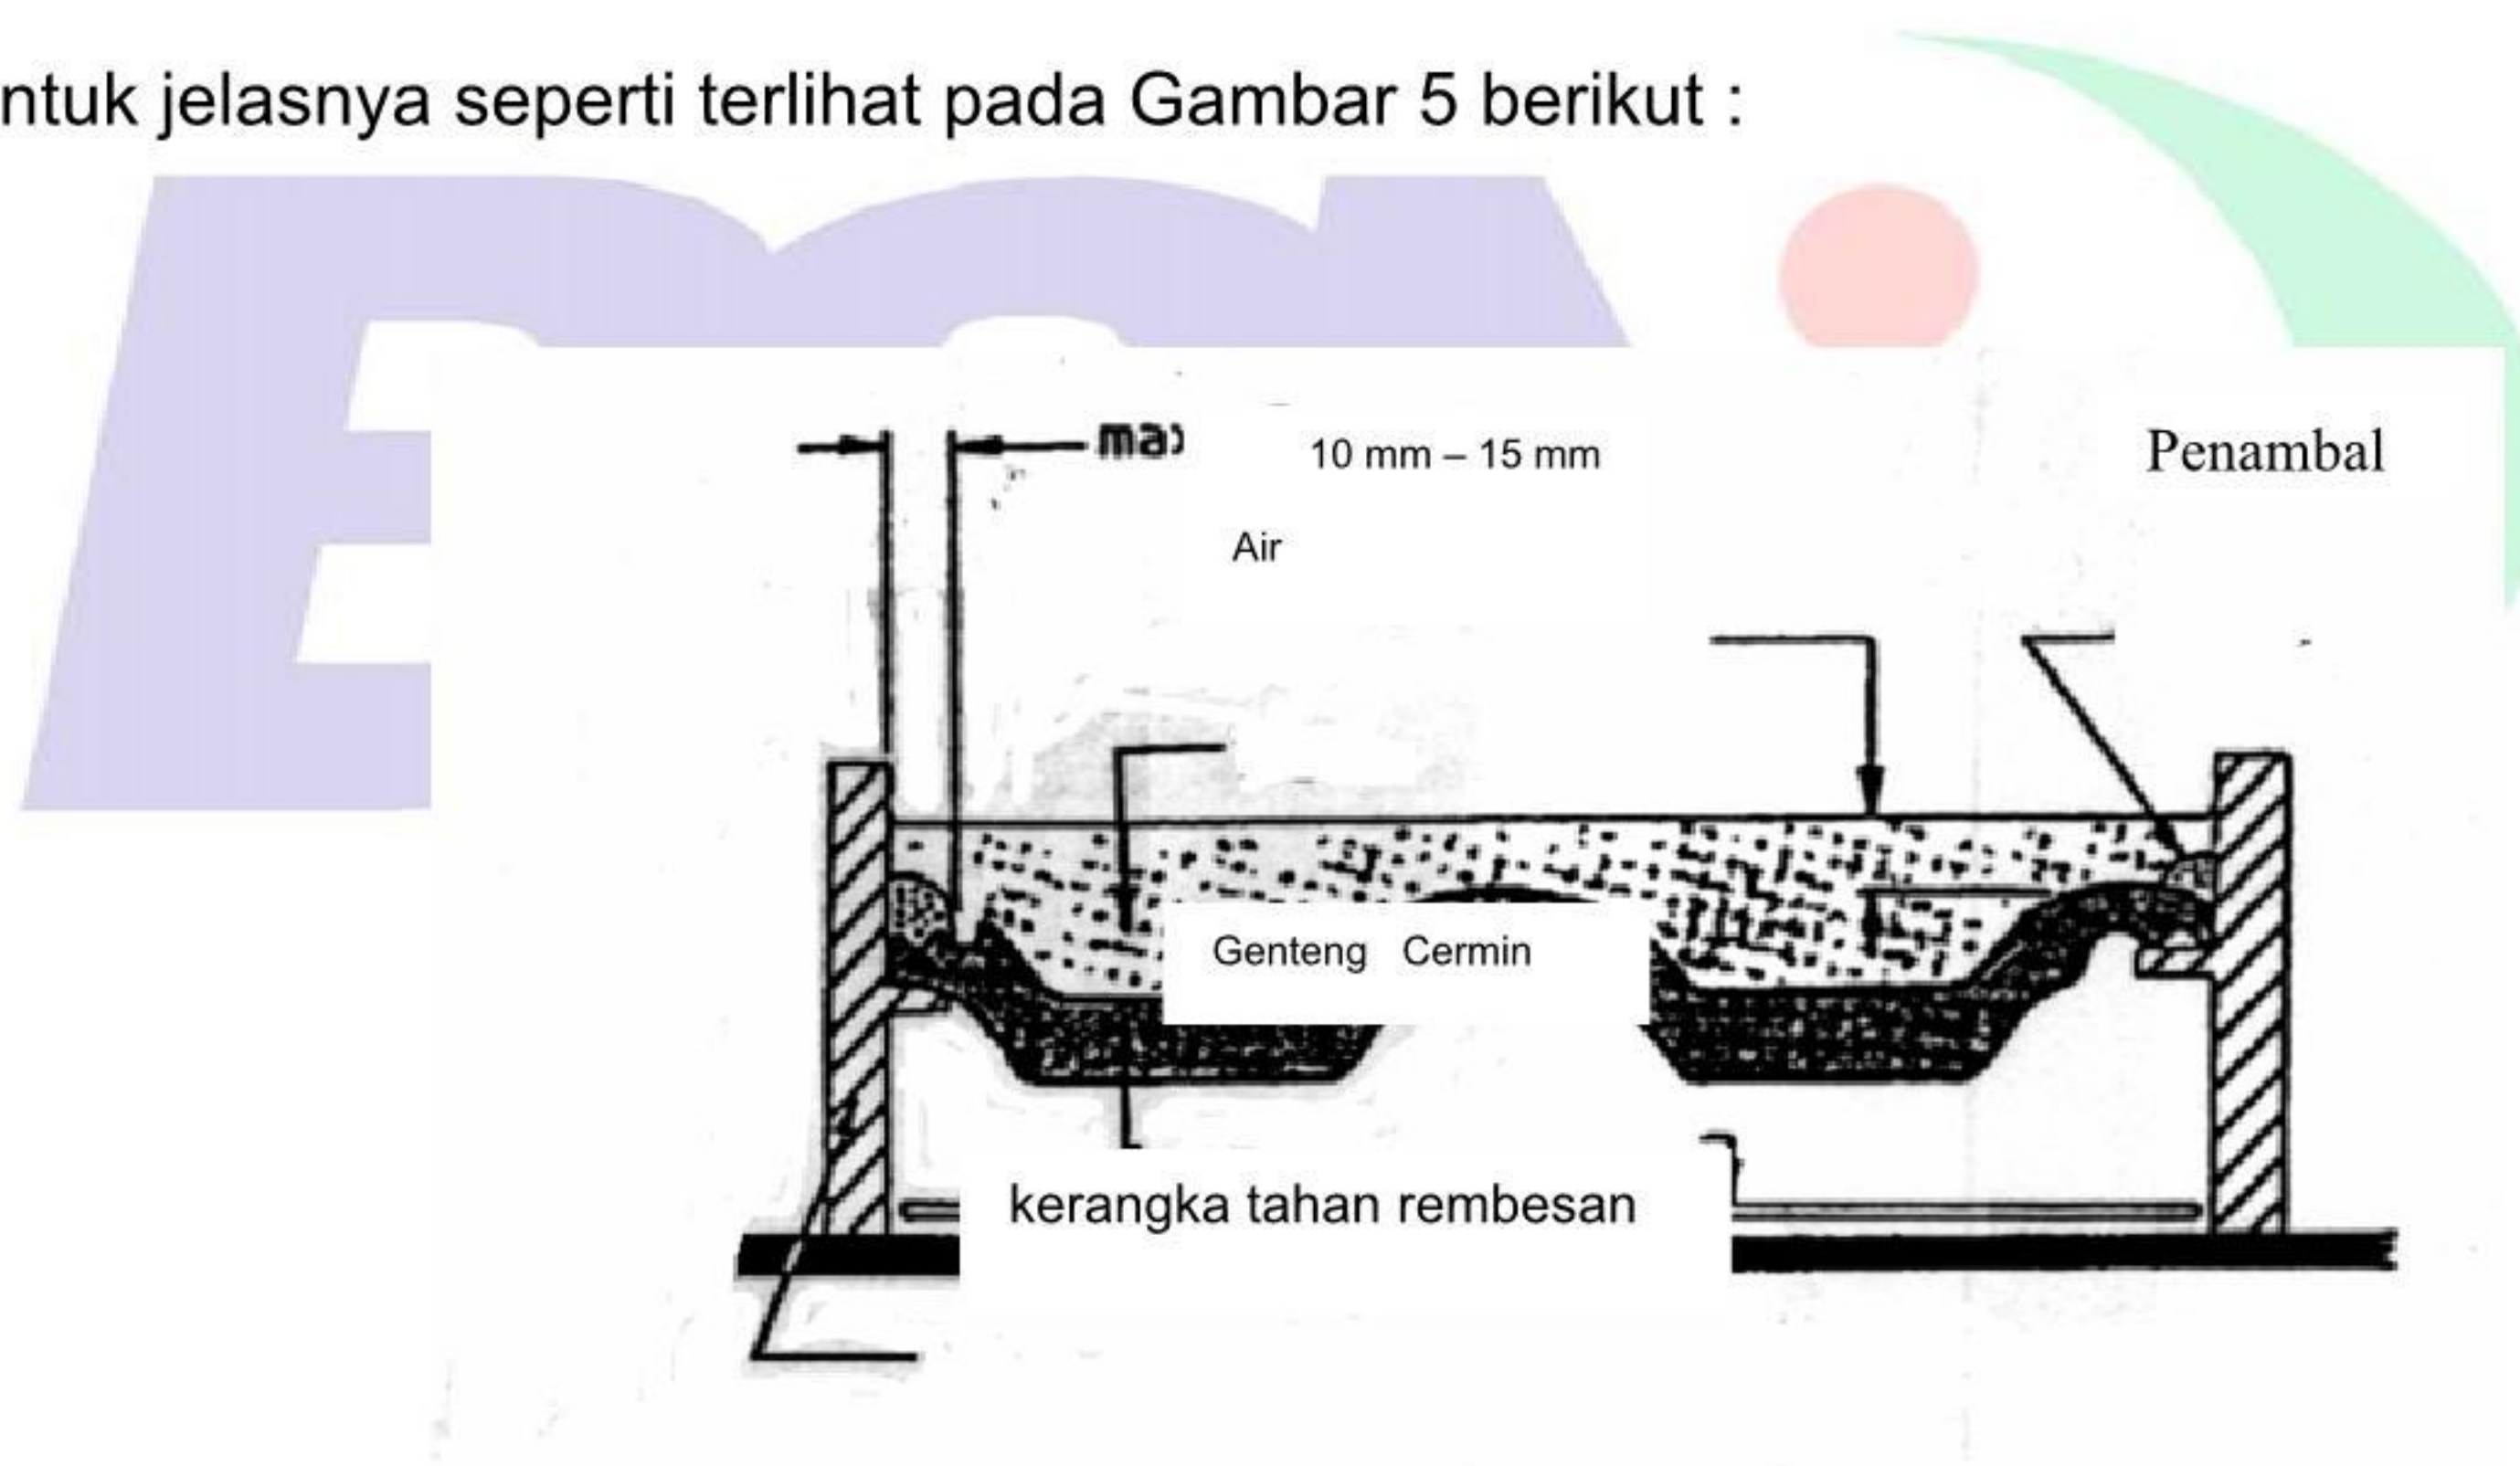 ntuk jelasnya seperti terlihat pada Gambar 5 berikut :
max 10 mm – 15 mm
Penambal
Air
Genteng Cermin
kerangka tahan rembesan